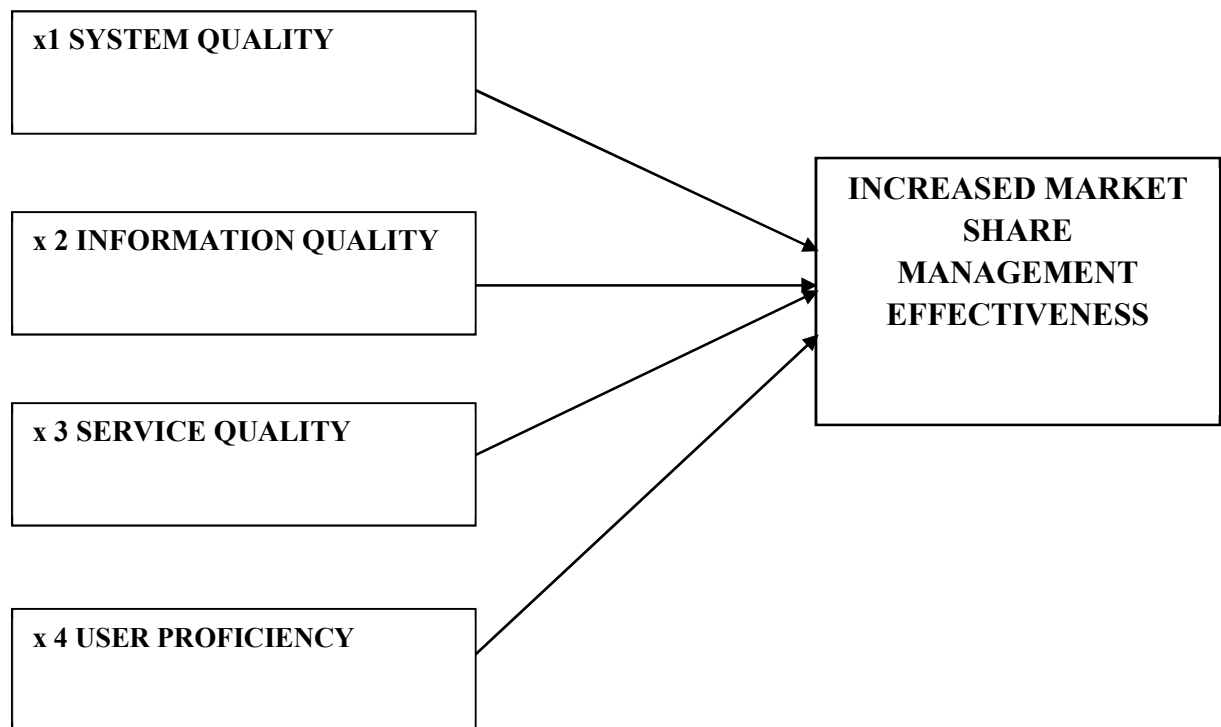 x1 SYSTEM QUALITY
x 2 INFORMATION QUALITY
x 3 SERVICE QUALITY
x 4 USER PROFICIENCY
INCREASED MARKET
SHARE
MANAGEMENT
EFFECTIVENESS